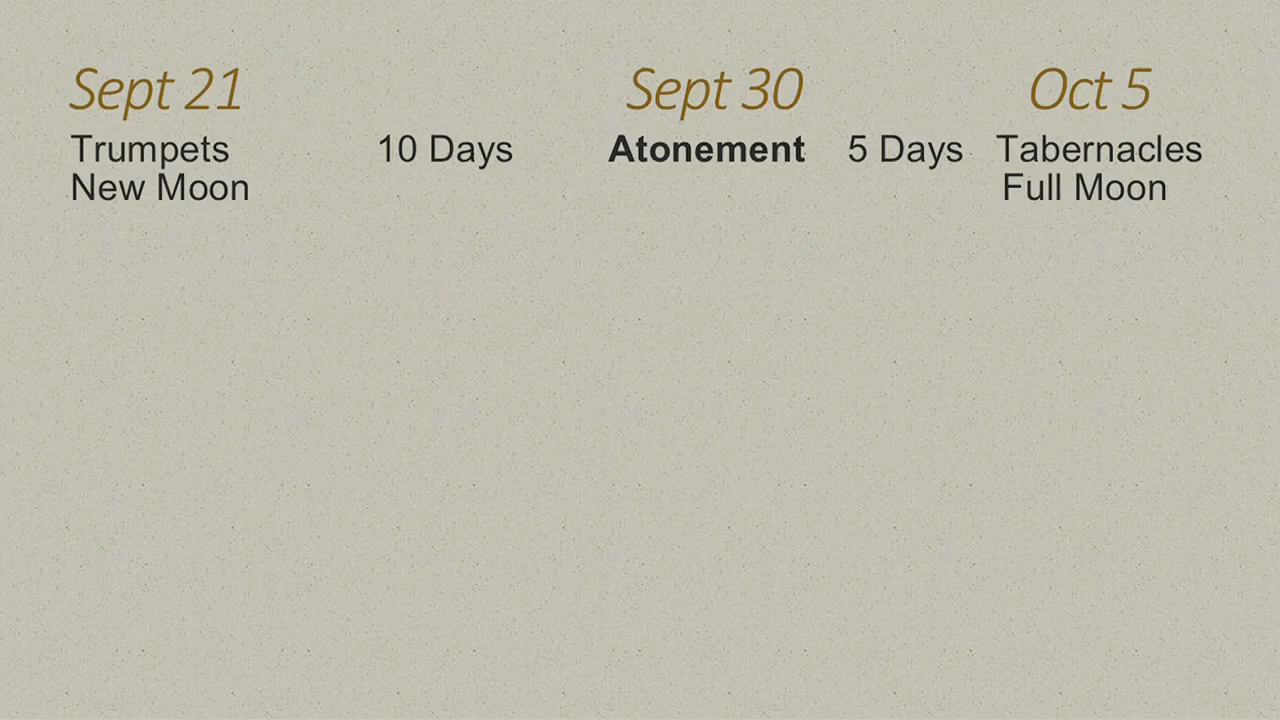 Sept 21 Sept 30 Oct 5
Trumpets 10 Days Atonement 5 Days Tabernacles
New Moon Full Moon